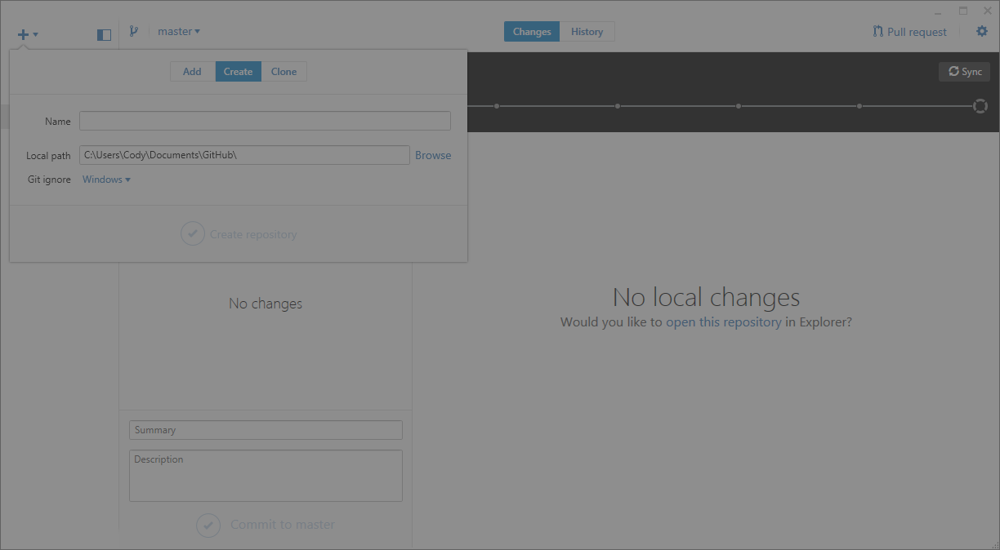 master
Changes
History
Pull request
Add
Create
Clone
Sync
Name
Local path
C:\Users\Cody\Documents\GitHub\
Browse
Git ignore
Windows
Create repository
No changes
No local changes
Would you like to open this repository in Explorer?
Summary
Description
Commit to master